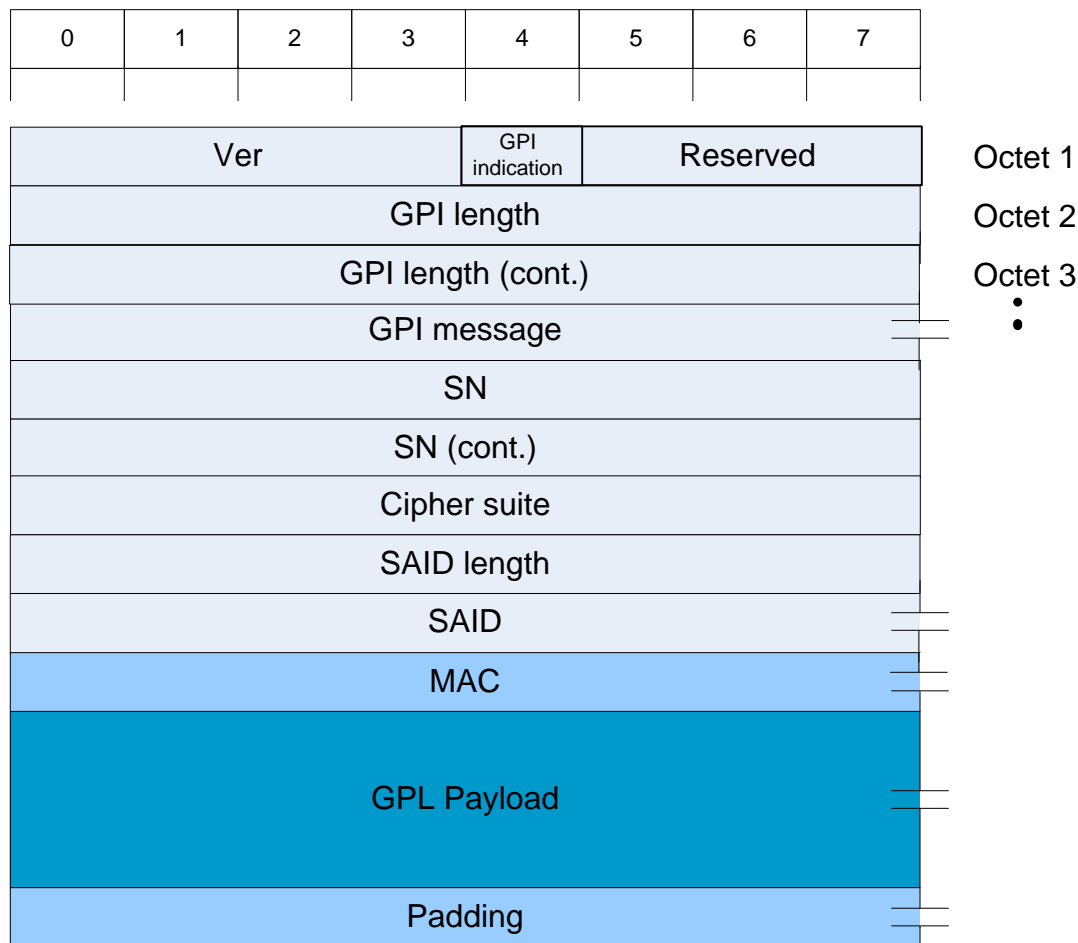 0 1 2 3 4 5 6 7
Ver GPI indication Reserved Octet 1
GPI length Octet 2
GPI length (cont.) Octet 3
GPI message
SN
SN (cont.)
Cipher suite
SAID length
SAID
MAC
GPL Payload
Padding